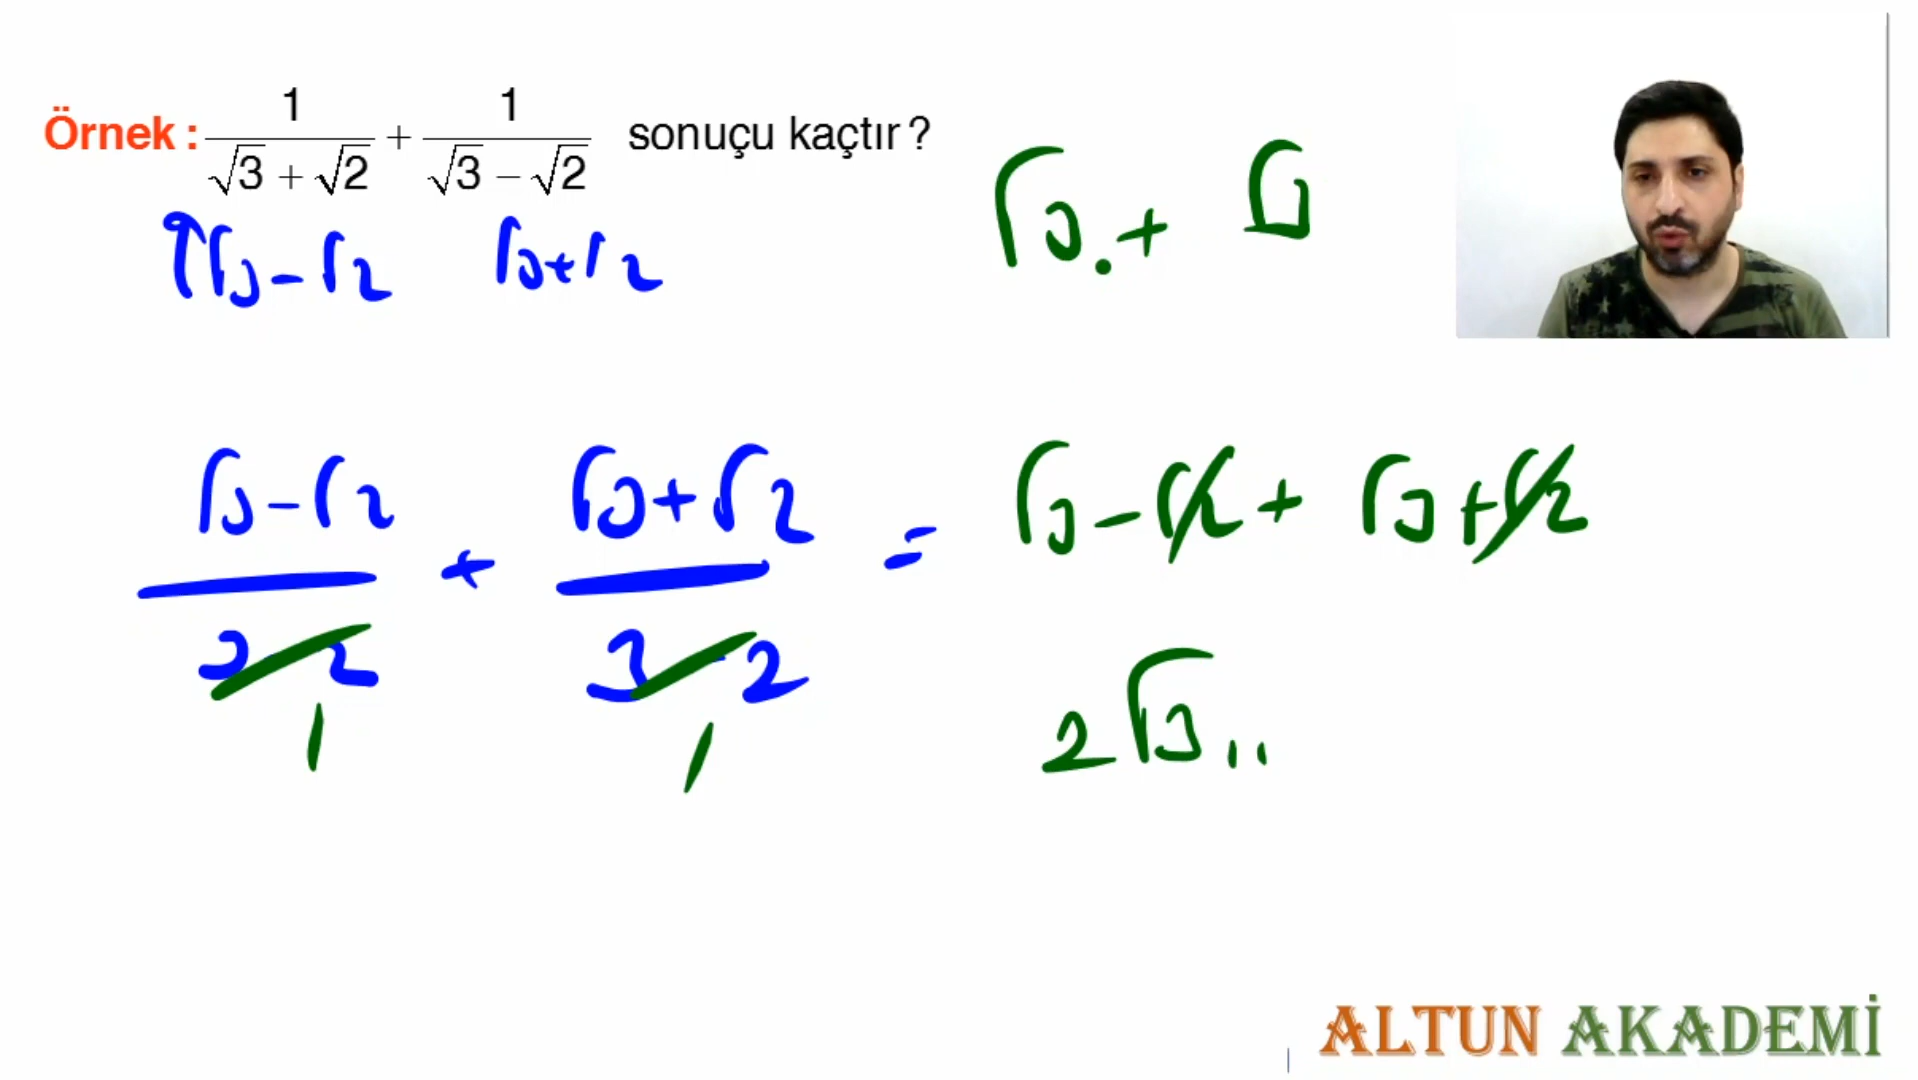 Örnek : 1/(√3 + √2) + 1/(√3 − √2) sonuçu kaçtır ?
√3 − √2 √3 + √2
√3 . +
(√3 − √2)/(3 − 2) + (√3 + √2)/(3 − 2) = √3 − √2 + √3 + √2
1 1
2√3 ,,
ALTUN AKADEMİ